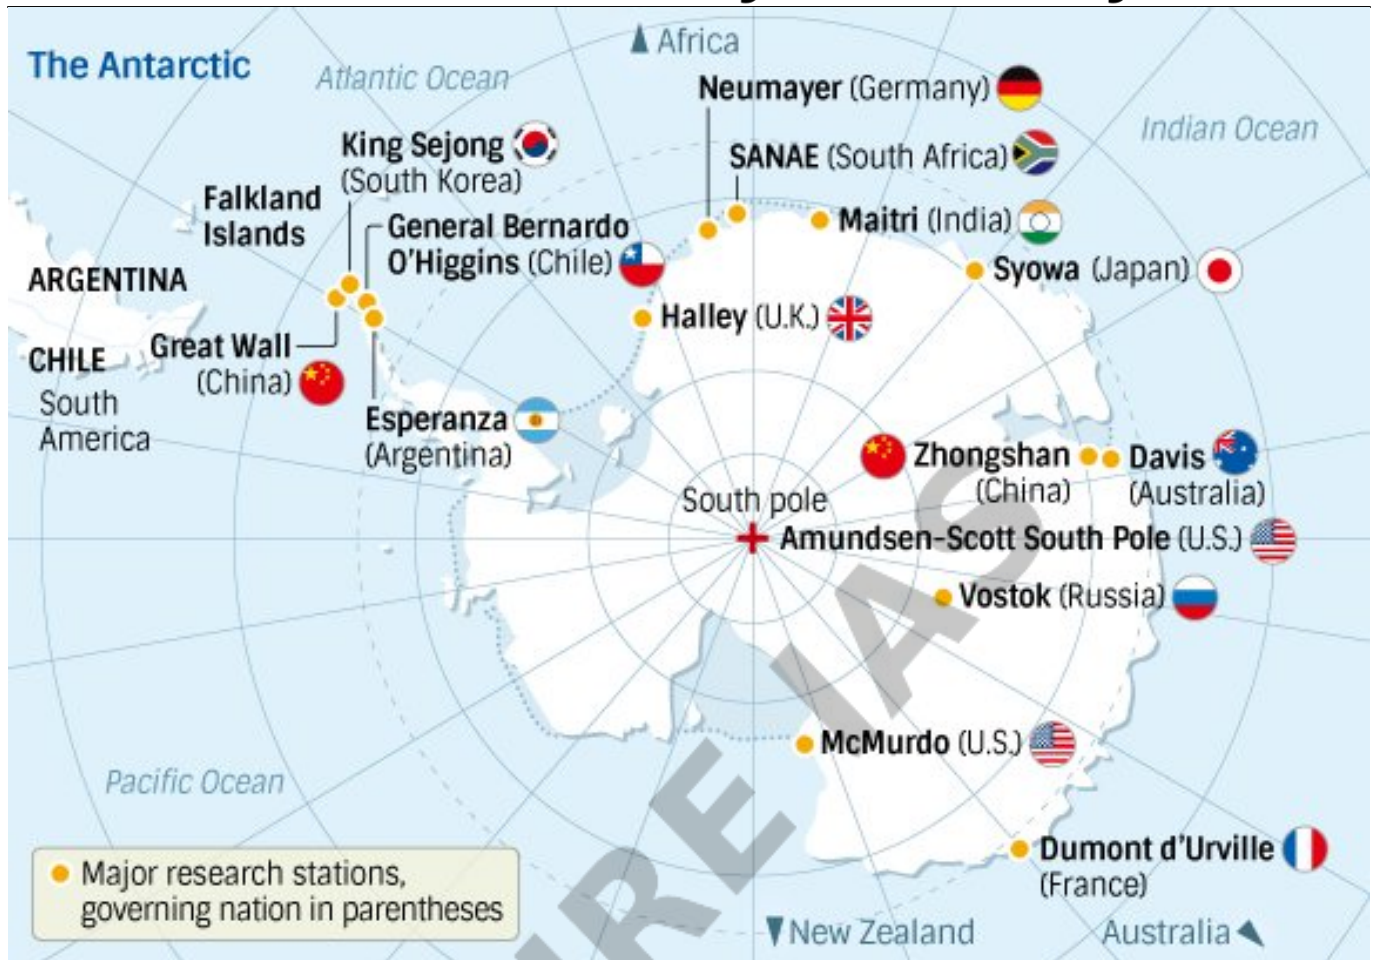 The Antarctic
Atlantic Ocean
Africa
Neumayer (Germany)
Indian Ocean
King Sejong
(South Korea)
SANAE (South Africa)
Falkland
Islands
General Bernardo
O'Higgins (Chile)
Maitri (India)
ARGENTINA
Syowa (Japan)
Halley (U.K.)
Great Wall
(China)
CHILE
South
America
Esperanza
(Argentina)
Zhongshan
(China)
Davis
(Australia)
South pole
Amundsen-Scott South Pole (U.S.)
Vostok (Russia)
McMurdo (U.S.)
Pacific Ocean
Dumont d'Urville
(France)
Major research stations,
governing nation in parentheses
New Zealand
Australia
IAS